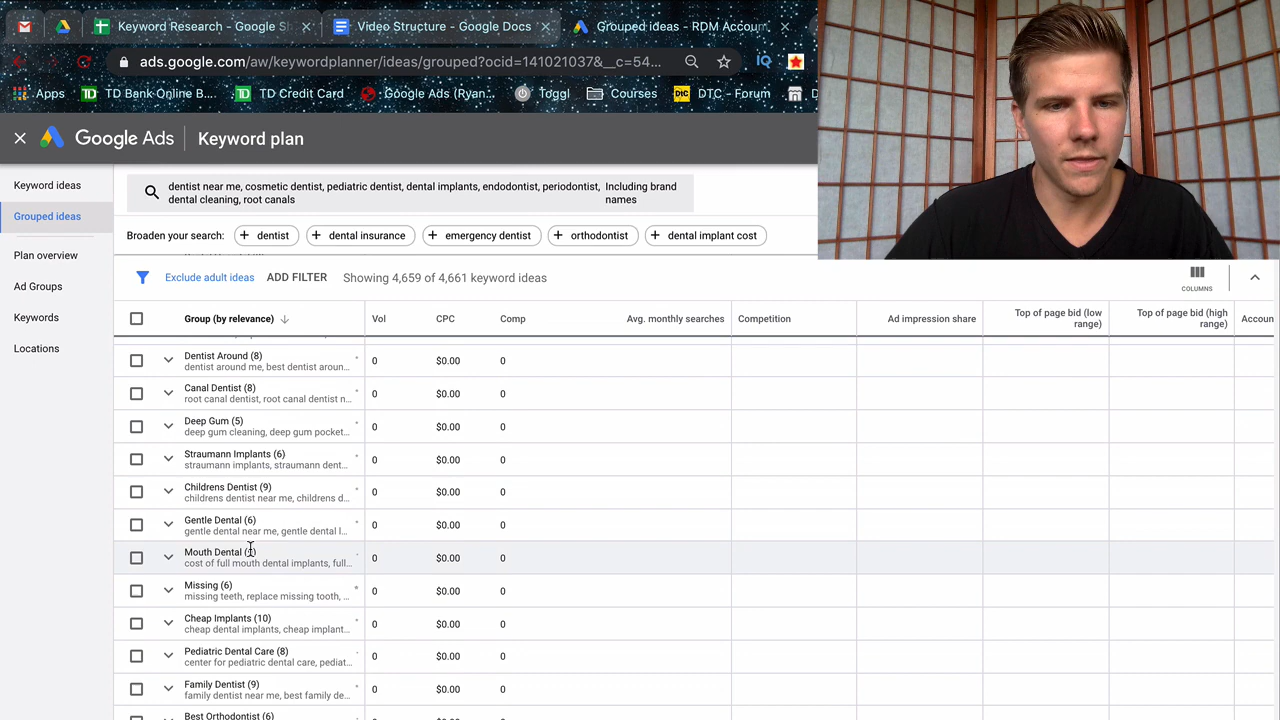 Keyword Research - Google S
Video Structure - Google Docs
Grouped ideas - RDM Accoun
ads.google.com/aw/keywordplanner/ideas/grouped?ocid=141021037&__c=54...
IQ
Apps
TD Bank Online B...
TD Credit Card
Google Ads (Ryan...
Toggl
Courses
DTC - Forum
Google Ads
Keyword plan
Keyword ideas
Grouped ideas
Plan overview
Ad Groups
Keywords
Locations
dentist near me, cosmetic dentist, pediatric dentist, dental implants, endodontist, periodontist,
dental cleaning, root canals
Including brand
names
Broaden your search:
dentist
dental insurance
emergency dentist
orthodontist
dental implant cost
Exclude adult ideas
ADD FILTER
Showing 4,659 of 4,661 keyword ideas
COLUMNS
Group (by relevance)
Vol
CPC
Comp
Avg. monthly searches
Competition
Ad impression share
Top of page bid (low
range)
Top of page bid (high
range)
Accoun
Dentist Around (8)
dentist around me, best dentist aroun...
0 $0.00 0
Canal Dentist (8)
root canal dentist, root canal dentist n...
0 $0.00 0
Deep Gum (5)
deep gum cleaning, deep gum pocket...
0 $0.00 0
Straumann Implants (6)
straumann implants, straumann dent...
0 $0.00 0
Childrens Dentist (9)
childrens dentist near me, childrens d...
0 $0.00 0
Gentle Dental (6)
gentle dental near me, gentle dental l...
0 $0.00 0
Mouth Dental
cost of full mouth dental implants, full...
0 $0.00 0
Missing (6)
missing teeth, replace missing tooth, ...
0 $0.00 0
Cheap Implants (10)
cheap dental implants, cheap implant...
0 $0.00 0
Pediatric Dental Care (8)
center for pediatric dental care, pediat...
0 $0.00 0
Family Dentist (9)
family dentist near me, best family de...
0 $0.00 0
Best Orthodontist (6)